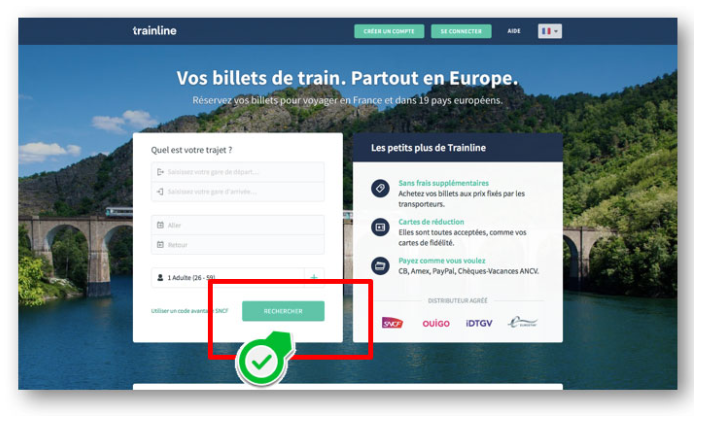 trainline
CRÉER UN COMPTE
SE CONNECTER
AIDE
Vos billets de train. Partout en Europe.
Réservez vos billets pour voyager en France et dans 19 pays européens.
Quel est votre trajet ?
Saisissez votre gare de départ...
Saisissez votre gare d'arrivée...
Aller
Retour
1 Adulte (26 - 59)
+
Utiliser un code avantage SNCF
RECHERCHER
Les petits plus de Trainline
Sans frais supplémentaires
Achetez vos billets aux prix fixés par les
transporteurs.
Cartes de réduction
Elles sont toutes acceptées, comme vos
cartes de fidélité.
Payez comme vous voulez
CB, Amex, PayPal, Chèques-Vacances ANCV.
DISTRIBUTEUR AGRÉÉ
SNCF
OUIGO
iDTGV
EUROSTAR